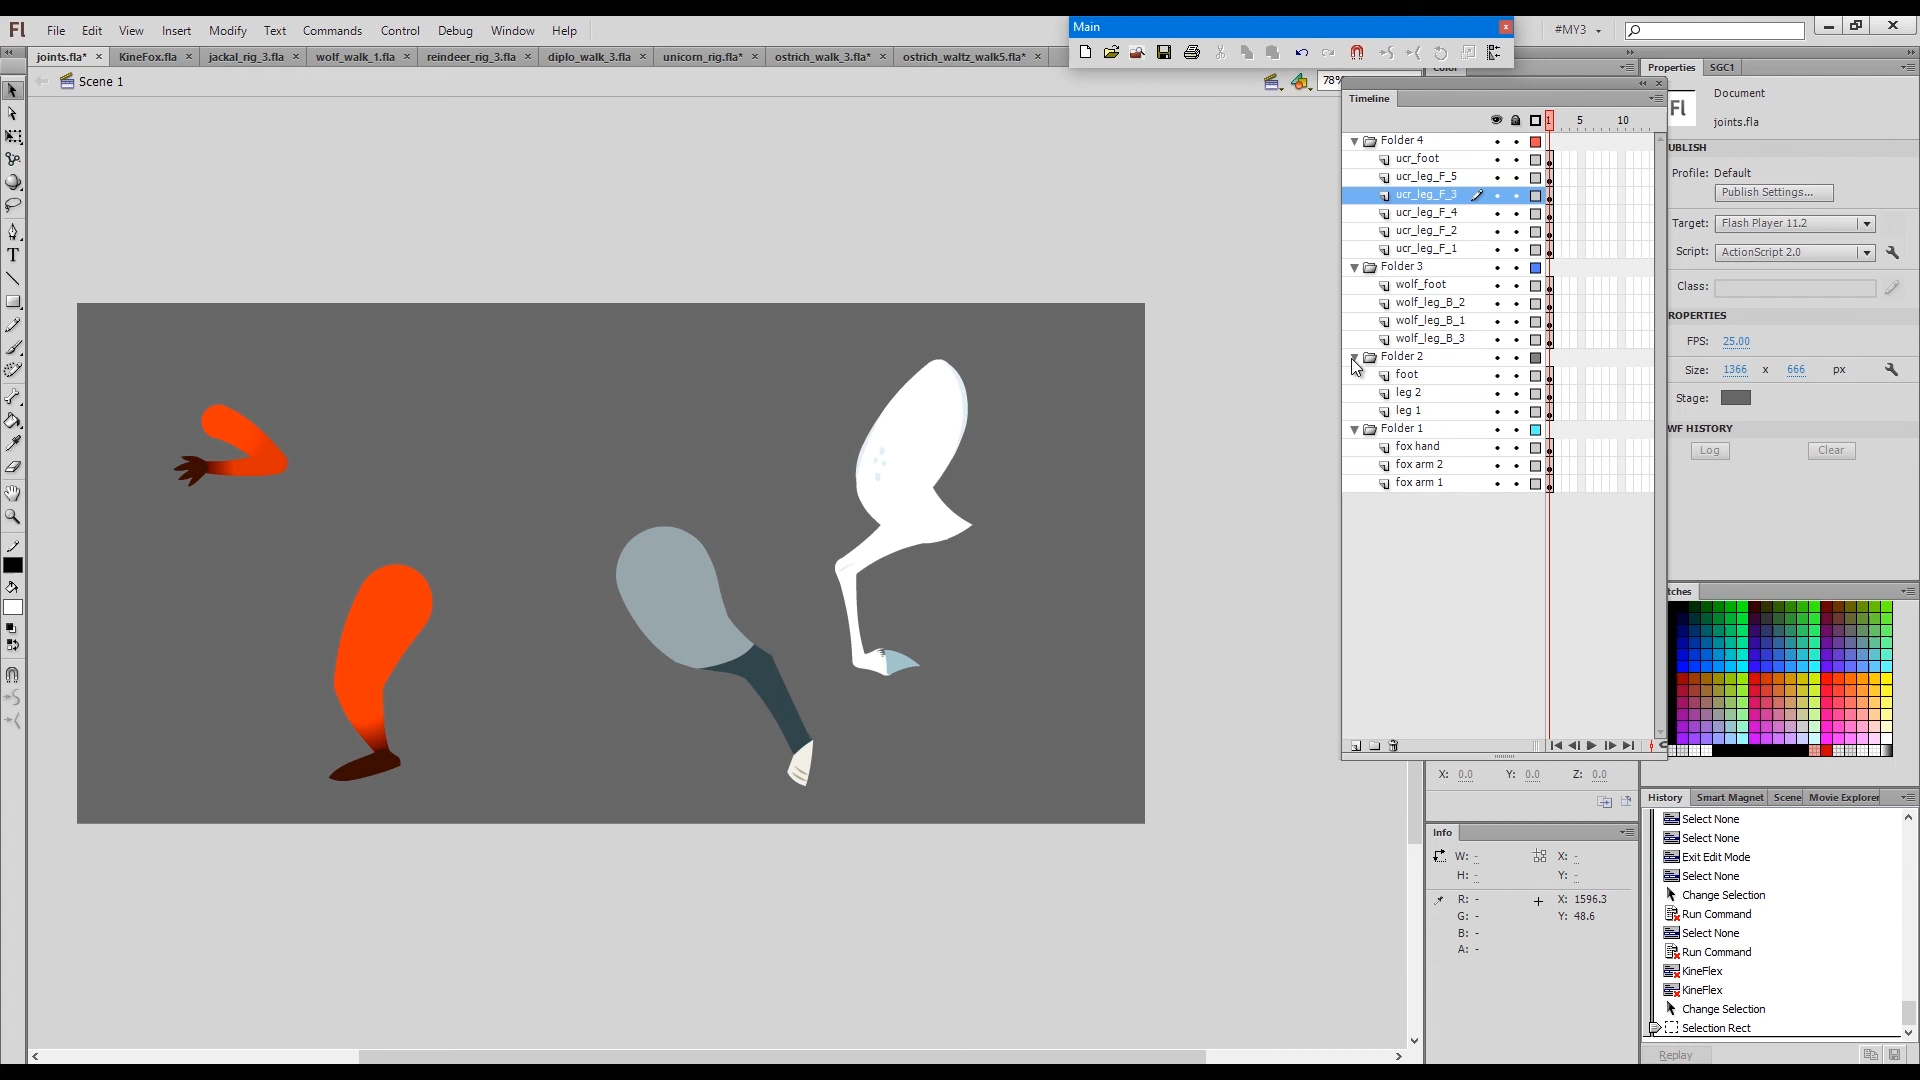 Main
Fl
File Edit View Insert Modify Text Commands Control Debug Window Help
#MY3
joints.fla* × KineFox.fla × jackal_rig_3.fla × wolf_walk_1.fla × reindeer_rig_3.fla × diplo_walk_3.fla × unicorn_rig.fla* × ostrich_walk_3.fla* × ostrich_waltz_walk5.fla* ×
Scene 1
78%
Color
Properties SGC1
Timeline
1 5 10
Folder 4
ucr_foot
ucr_leg_F_5
ucr_leg_F_3
ucr_leg_F_4
ucr_leg_F_2
ucr_leg_F_1
Folder 3
wolf_foot
wolf_leg_B_2
wolf_leg_B_1
wolf_leg_B_3
Folder 2
foot
leg 2
leg 1
Folder 1
fox hand
fox arm 2
fox arm 1
Fl
Document
joints.fla
UBLISH
Profile: Default
Publish Settings...
Target: Flash Player 11.2
Script: ActionScript 2.0
Class:
ROPERTIES
FPS: 25.00
Size: 1366 x 666 px
Stage:
WF HISTORY
Log Clear
tches
X: 0.0 Y: 0.0 Z: 0.0
Info
W: - X: -
H: - Y: -
R: - X: 1596.3
G: - Y: 48.6
B: -
A: -
History Smart Magnet Scene Movie Explorer
Select None
Select None
Exit Edit Mode
Select None
Change Selection
Run Command
Select None
Run Command
KineFlex
KineFlex
Change Selection
Selection Rect
Replay